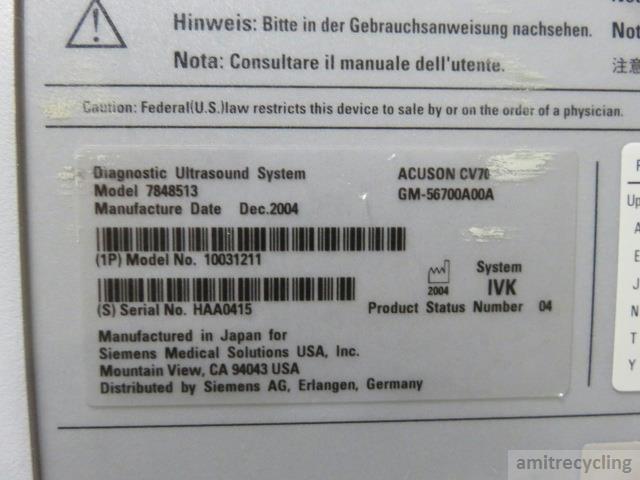 Hinweis: Bitte in der Gebrauchsanweisung nachsehen.
Nota: Consultare il manuale dell'utente.
Not
注意
Caution: Federal(U.S.)law restricts this device to sale by or on the order of a physician.
Diagnostic Ultrasound System
ACUSON CV70
Model 7848513
GM-56700A00A
Manufacture Date Dec.2004
(1P) Model No. 10031211
2004
System
IVK
(S) Serial No. HAA0415
Product Status Number 04
Manufactured in Japan for
Siemens Medical Solutions USA, Inc.
Mountain View, CA 94043 USA
Distributed by Siemens AG, Erlangen, Germany
Up
A
E
J
N
T
Y
amitrecycling